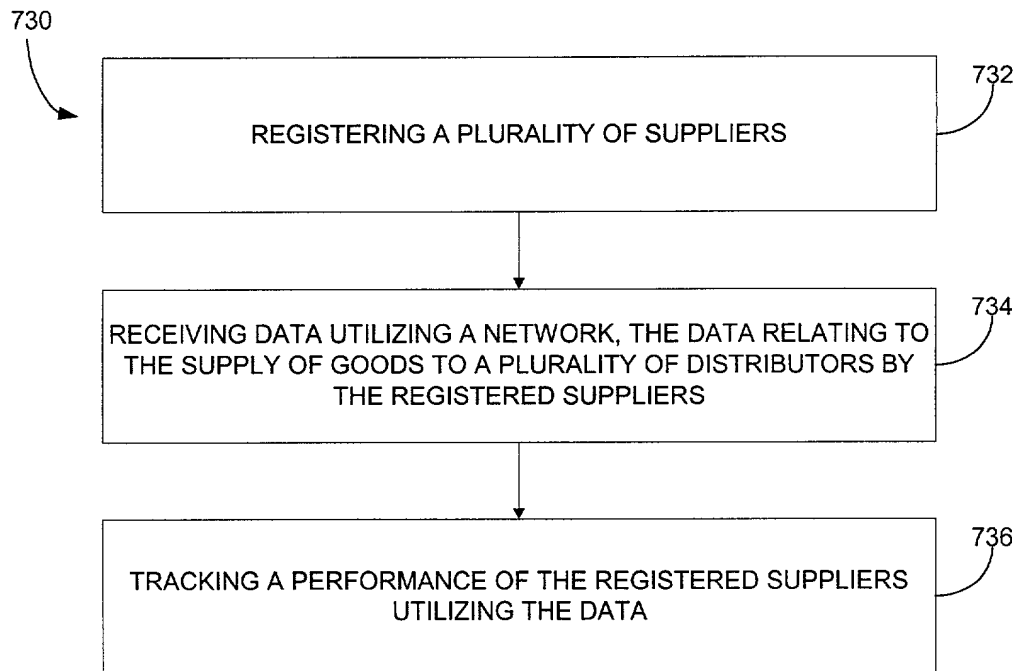 730
732
REGISTERING A PLURALITY OF SUPPLIERS
734
RECEIVING DATA UTILIZING A NETWORK, THE DATA RELATING TO
THE SUPPLY OF GOODS TO A PLURALITY OF DISTRIBUTORS BY
THE REGISTERED SUPPLIERS
736
TRACKING A PERFORMANCE OF THE REGISTERED SUPPLIERS
UTILIZING THE DATA